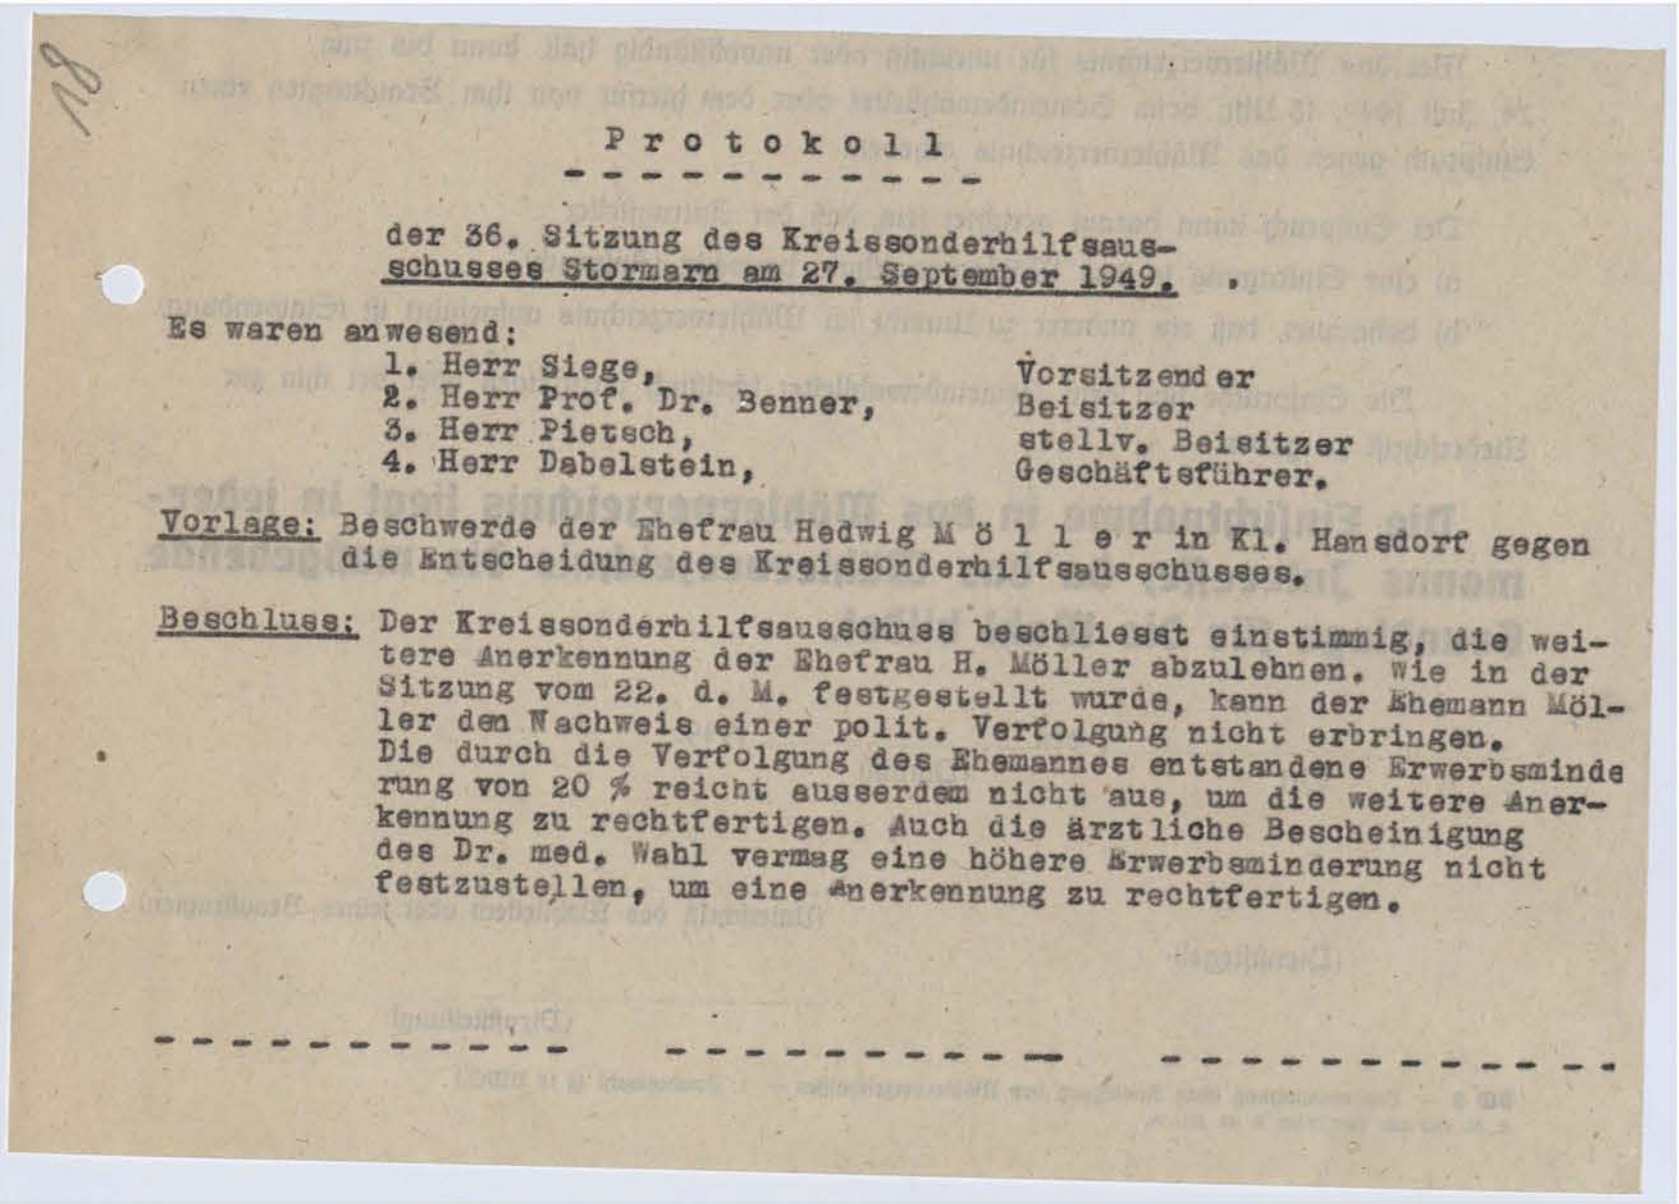 18
Protokoll
- - - - - - - - - - -
der 36. Sitzung des Kreissonderhilfsaus-
schusses Stormarn am 27. September 1949.
Es waren anwesend:
1. Herr Siege, Vorsitzender
2. Herr Prof. Dr. Benner, Beisitzer
3. Herr Pietsch, stellv. Beisitzer
4. Herr Dabelstein, Geschäftsführer.
Vorlage: Beschwerde der Ehefrau Hedwig M ö l l e r in Kl. Hansdorf gegen
die Entscheidung des Kreissonderhilfsausschusses.
Beschluss: Der Kreissonderhilfsausschuss beschliesst einstimmig, die wei-
tere Anerkennung der Ehefrau H. Möller abzulehnen. Wie in der
Sitzung vom 22. d. M. festgestellt wurde, kann der Ehemann Möl-
ler den Nachweis einer polit. Verfolgung nicht erbringen.
Die durch die Verfolgung des Ehemannes entstandene Erwerbsminde
rung von 20 % reicht ausserdem nicht aus, um die weitere Aner-
kennung zu rechtfertigen. Auch die ärztliche Bescheinigung
des Dr. med. Wahl vermag eine höhere Erwerbsminderung nicht
festzustellen, um eine Anerkennung zu rechtfertigen.